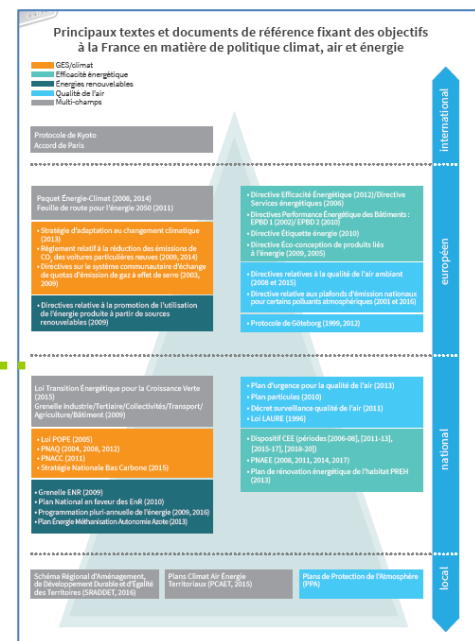 Principaux textes et documents de référence fixant des objectifs
à la France en matière de politique climat, air et énergie
GES/climat
Efficacité énergétique
Énergies renouvelables
Qualité de l'air
Multi-champs
international
Protocole de Kyoto
Accord de Paris
européen
Paquet Énergie-Climat (2008, 2014)
Feuille de route pour l'énergie 2050 (2011)
• Stratégie d'adaptation au changement climatique
(2013)
• Règlement relatif à la réduction des émissions de
CO2 des voitures particulières neuves (2009, 2014)
• Directives sur le système communautaire d'échange
de quotas d'émission de gaz à effet de serre (2003,
2009)
• Directives relative à la promotion de l'utilisation
de l'énergie produite à partir de sources
renouvelables (2009)
• Directive Efficacité Énergétique (2012)/Directive
Services énergétiques (2006)
• Directives Performance Énergétique des Bâtiments :
EPBD 1 (2002)/ EPBD 2 (2010)
• Directive Étiquette énergie (2010)
• Directive Éco-conception de produits liés
à l'énergie (2009, 2005)
• Directives relatives à la qualité de l'air ambiant
(2008 et 2015)
• Directive relative aux plafonds d'émission nationaux
pour certains polluants atmosphériques (2001 et 2016)
• Protocole de Göteborg (1999, 2012)
national
Loi Transition Énergétique pour la Croissance Verte
(2015)
Grenelle Industrie/Tertiaire/Collectivités/Transport/
Agriculture/Bâtiment (2009)
• Loi POPE (2005)
• PNAQ (2004, 2008, 2012)
• PNACC (2011)
• Stratégie Nationale Bas Carbone (2015)
• Grenelle ENR (2009)
• Plan National en faveur des EnR (2010)
• Programmation pluri-annuelle de l'énergie (2009, 2016)
• Plan Énergie Méthanisation Autonomie Azote (2013)
• Plan d'urgence pour la qualité de l'air (2013)
• Plan particules (2010)
• Décret surveillance qualité de l'air (2011)
• Loi LAURE (1996)
• Dispositif CEE (périodes [2006-08], [2011-13],
[2015-17], [2018-20])
• PNAEE (2008, 2011, 2014, 2017)
• Plan de rénovation énergétique de l'habitat PREH
(2013)
local
Schéma Régional d'Aménagement,
de Développement Durable et d'Égalité
des Territoires (SRADDET, 2016)
Plans Climat Air Énergie
Territoriaux (PCAET, 2015)
Plans de Protection de l'Atmosphère
(PPA)